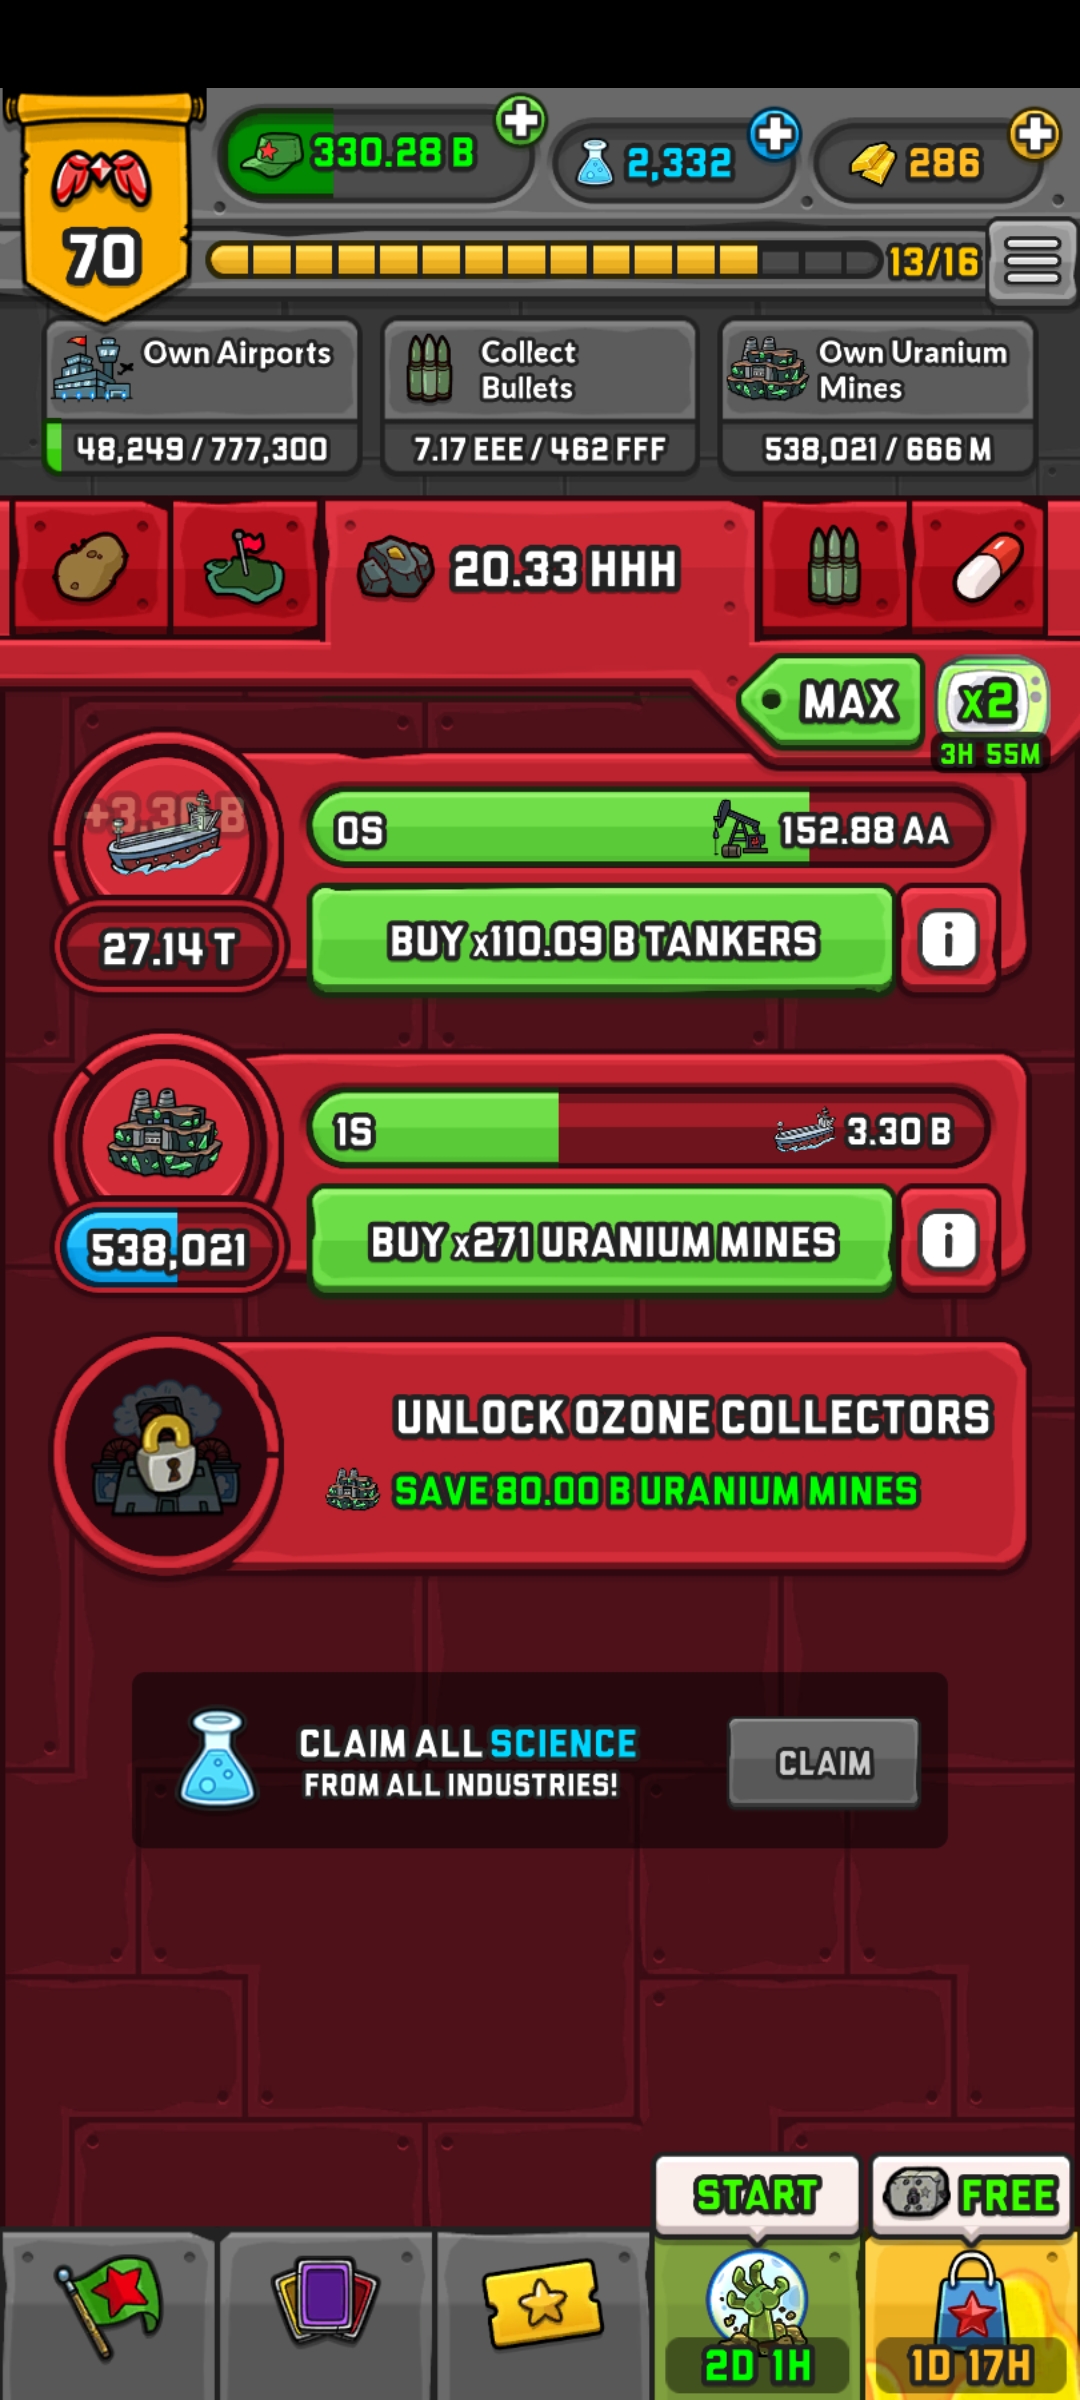 330.28 B
2,332
286
70
13/16
Own Airports
48,249 / 777,300
Collect
Bullets
7.17 EEE / 462 FFF
Own Uranium
Mines
538,021 / 666 M
20.33 HHH
MAX
x2
3H 55M
+3.30 B
0S
152.88 AA
27.14 T
BUY x110.09 B TANKERS
i
1S
3.30 B
538,021
BUY x271 URANIUM MINES
i
UNLOCK OZONE COLLECTORS
SAVE 80.00 B URANIUM MINES
CLAIM ALL SCIENCE
FROM ALL INDUSTRIES!
CLAIM
START
FREE
2D 1H
1D 17H